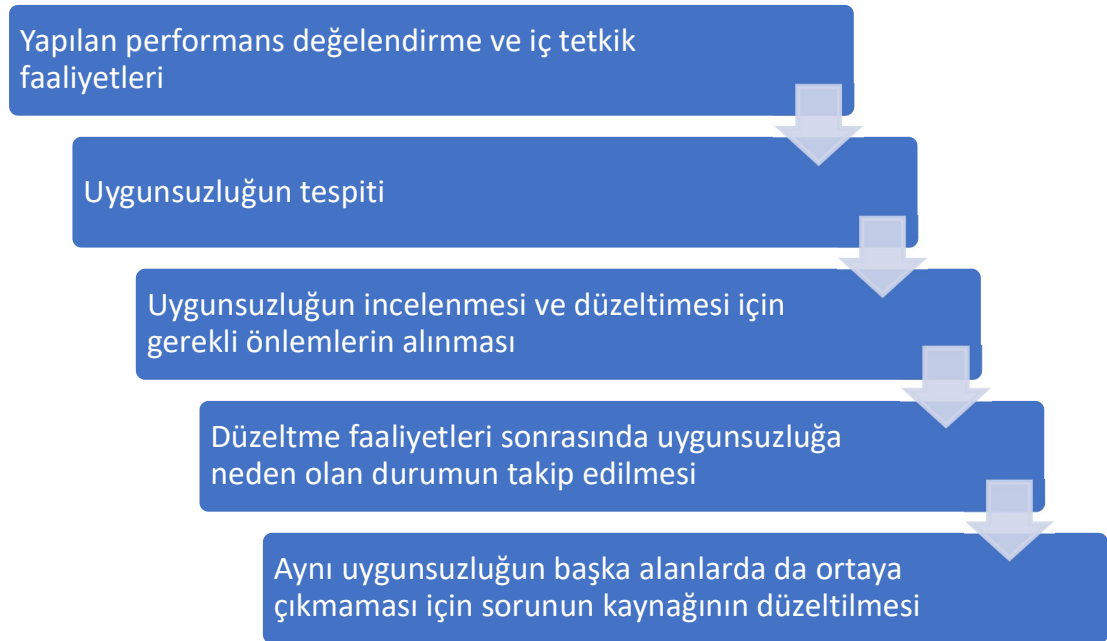 Yapılan performans değelendirme ve iç tetkik
faaliyetleri
Uygunsuzluğun tespiti
Uygunsuzluğun incelenmesi ve düzeltimesi için
gerekli önlemlerin alınması
Düzeltme faaliyetleri sonrasında uygunsuzluğa
neden olan durumun takip edilmesi
Aynı uygunsuzluğun başka alanlarda da ortaya
çıkmaması için sorunun kaynağının düzeltilmesi